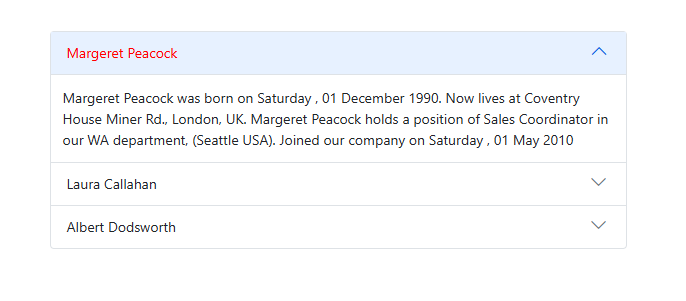 Margeret Peacock
Margeret Peacock was born on Saturday , 01 December 1990. Now lives at Coventry
House Miner Rd., London, UK. Margeret Peacock holds a position of Sales Coordinator in
our WA department, (Seattle USA). Joined our company on Saturday , 01 May 2010
Laura Callahan
Albert Dodsworth